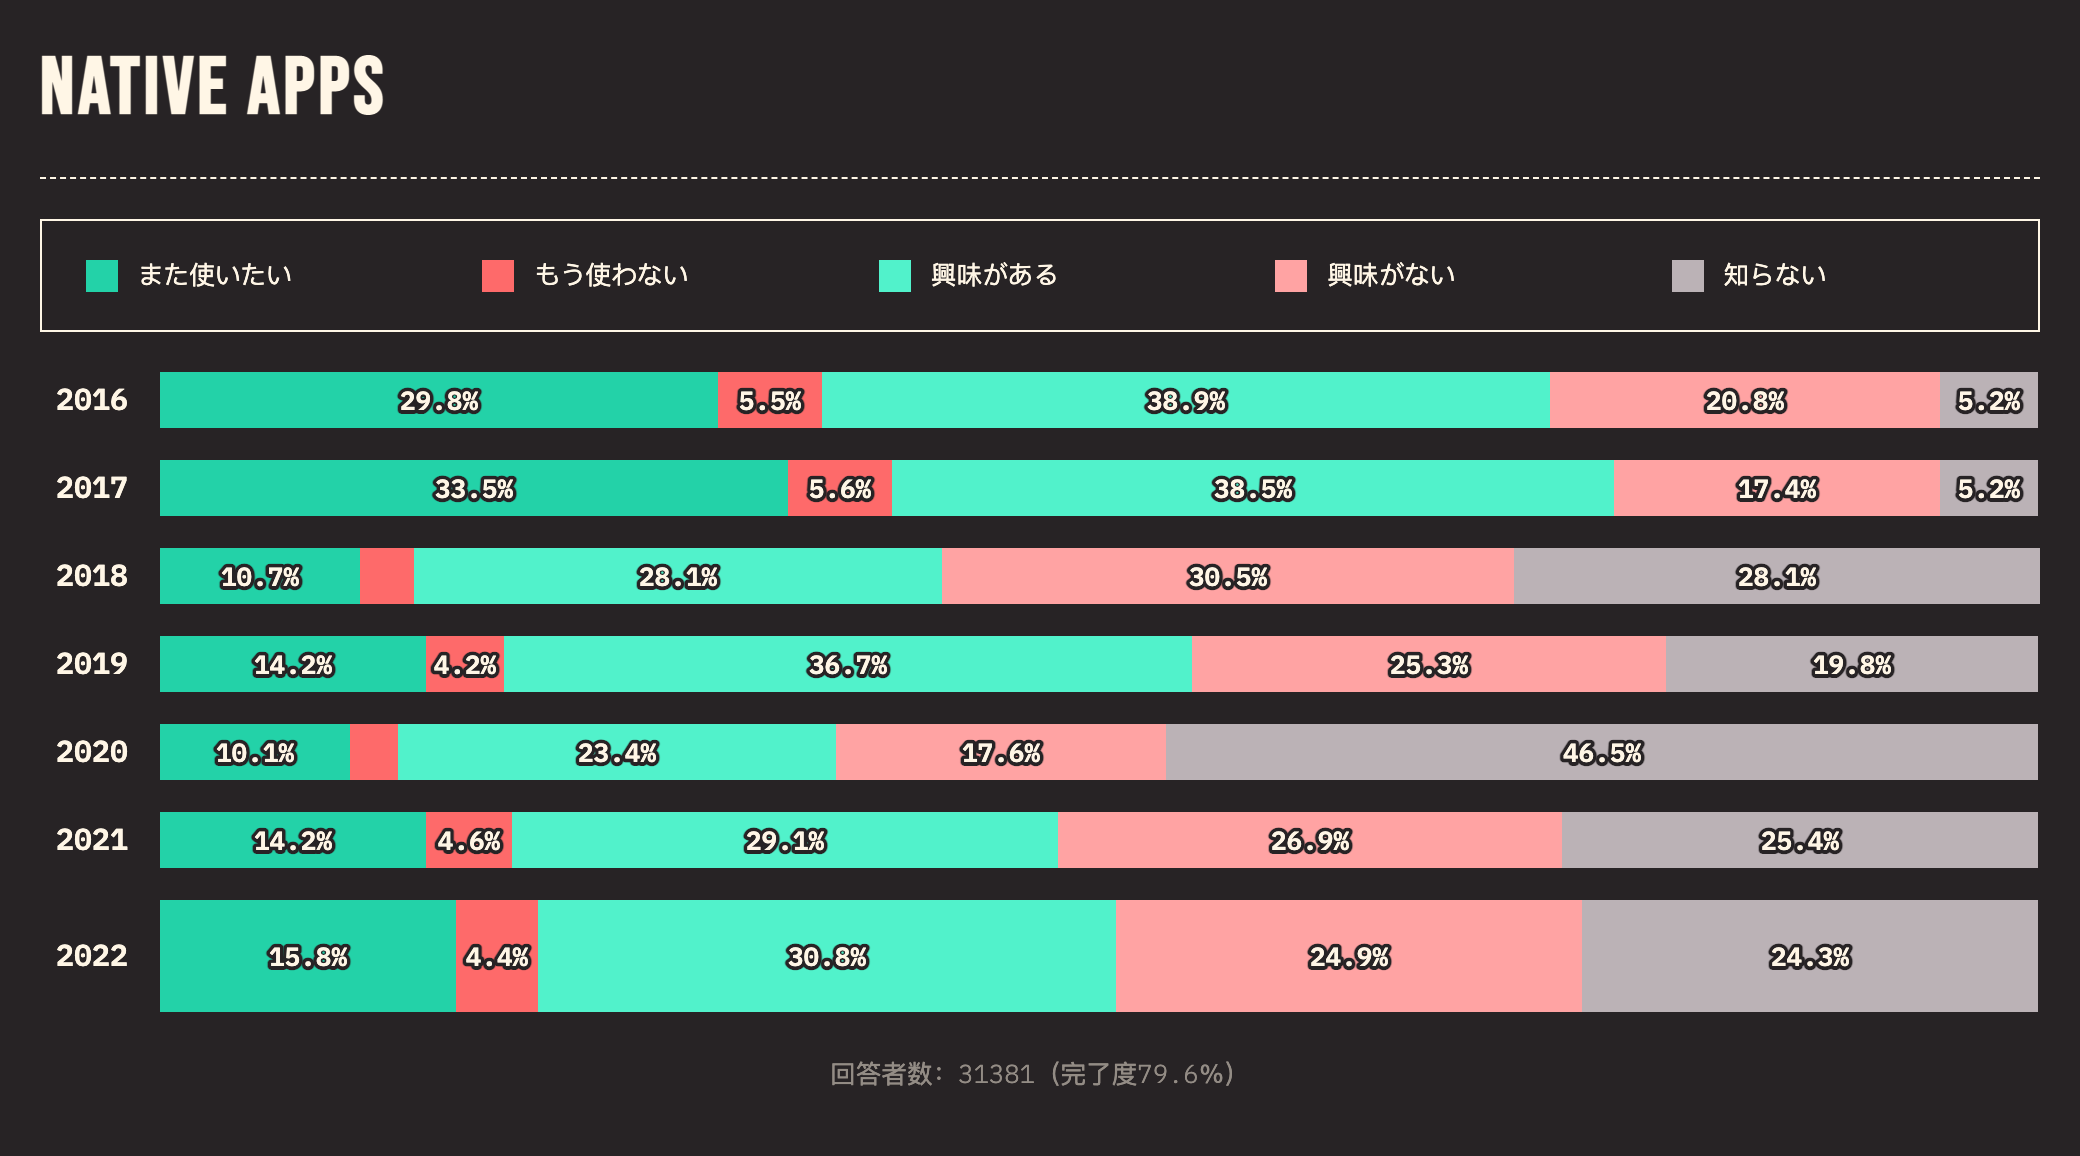 NATIVE APPS
また使いたい もう使わない 興味がある 興味がない 知らない
2016 29.8% 5.5% 38.9% 20.8% 5.2%
2017 33.5% 5.6% 38.5% 17.4% 5.2%
2018 10.7% 28.1% 30.5% 28.1%
2019 14.2% 4.2% 36.7% 25.3% 19.8%
2020 10.1% 23.4% 17.6% 46.5%
2021 14.2% 4.6% 29.1% 26.9% 25.4%
2022 15.8% 4.4% 30.8% 24.9% 24.3%
回答者数: 31381 (完了度79.6%)